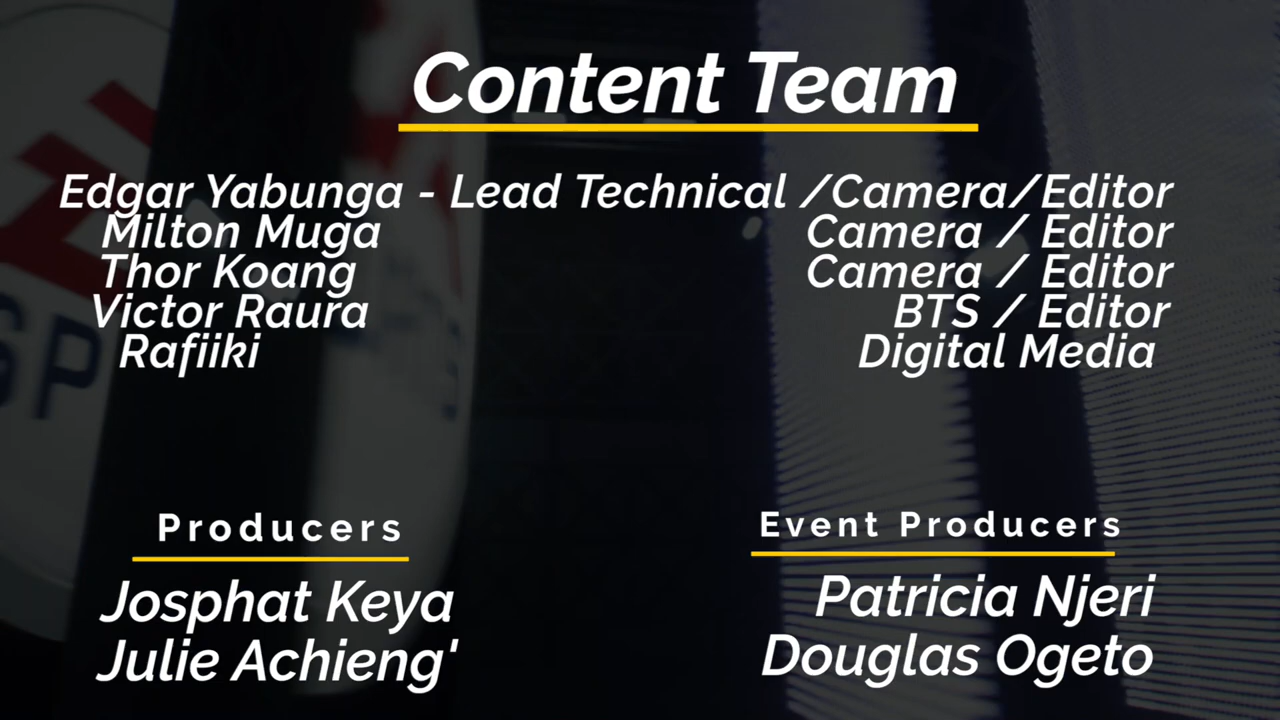 Content Team
Edgar Yabunga - Lead Technical /Camera/Editor
Milton Muga Camera / Editor
Thor Koang Camera / Editor
Victor Raura BTS / Editor
Rafiiki Digital Media
Producers
Josphat Keya
Julie Achieng'
Event Producers
Patricia Njeri
Douglas Ogeto